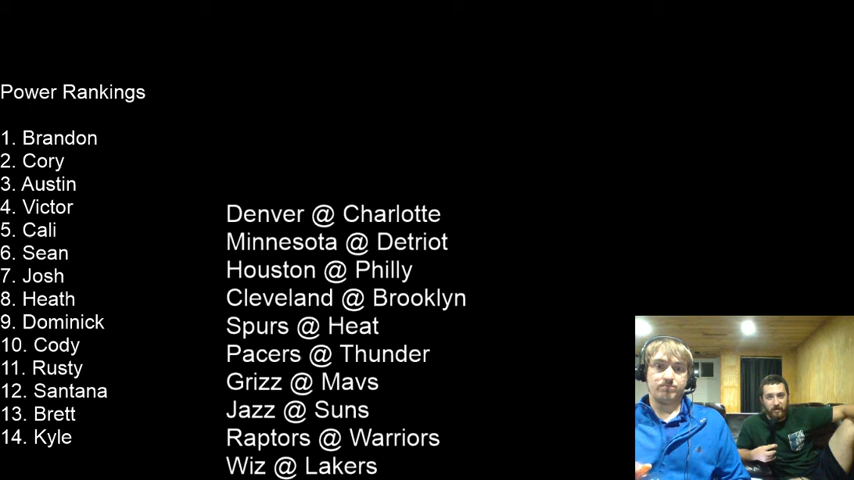 Power Rankings
1. Brandon
2. Cory
3. Austin
4. Victor
5. Cali
6. Sean
7. Josh
8. Heath
9. Dominick
10. Cody
11. Rusty
12. Santana
13. Brett
14. Kyle
Denver @ Charlotte
Minnesota @ Detriot
Houston @ Philly
Cleveland @ Brooklyn
Spurs @ Heat
Pacers @ Thunder
Grizz @ Mavs
Jazz @ Suns
Raptors @ Warriors
Wiz @ Lakers